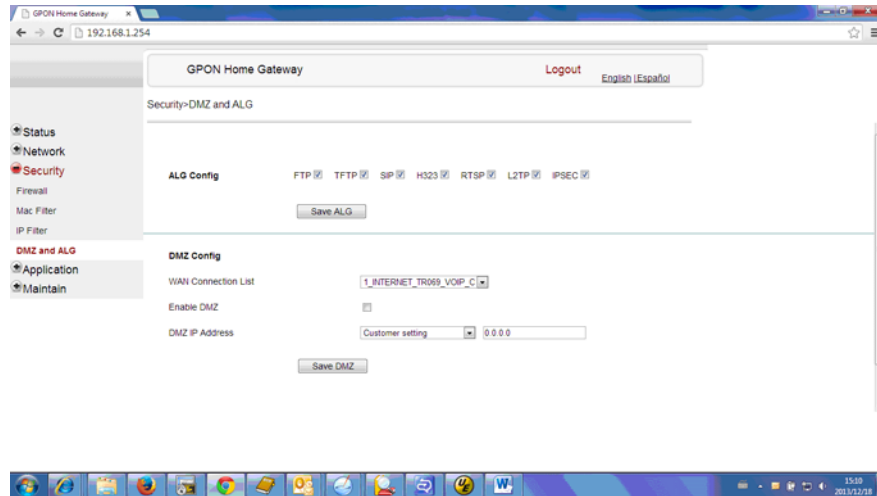 GPON Home Gateway
192.168.1.254
GPON Home Gateway
Logout
English | Español
Security>DMZ and ALG
Status
Network
Security
Firewall
Mac Filter
IP Filter
DMZ and ALG
Application
Maintain
ALG Config
FTP TFTP SIP H323 RTSP L2TP IPSEC
Save ALG
DMZ Config
WAN Connection List
1_INTERNET_TR069_VOIP_C
Enable DMZ
DMZ IP Address
Customer setting
0.0.0.0
Save DMZ
15:10
2013/12/18